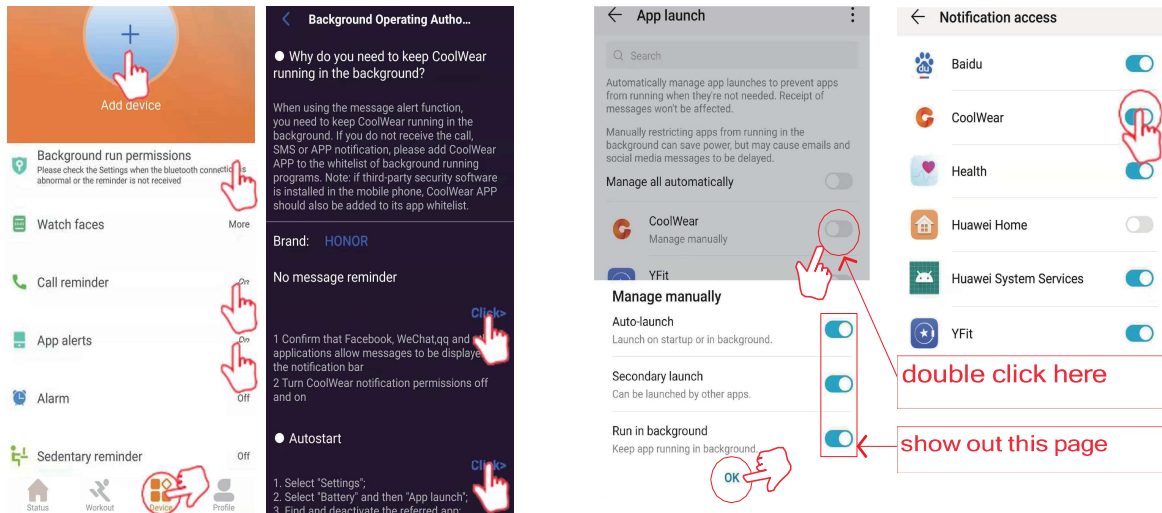 Add device
Background run permissions
Please check the Settings when the bluetooth connection is
abnormal or the reminder is not received
Watch faces
More
Call reminder
On
App alerts
On
Alarm
Off
Sedentary reminder
Off
Status
Workout
Device
Profile
Background Operating Autho...
● Why do you need to keep CoolWear
running in the background?
When using the message alert function,
you need to keep CoolWear running in the
background. If you do not receive the call,
SMS or APP notification, please add CoolWear
APP to the whitelist of background running
programs. Note: if third-party security software
is installed in the mobile phone, CoolWear APP
should also be added to its app whitelist.
Brand: HONOR
No message reminder
Click>
1 Confirm that Facebook, WeChat,qq and
applications allow messages to be displayed
the notification bar
2 Turn CoolWear notification permissions off
and on
● Autostart
Click>
1. Select "Settings";
2. Select "Battery" and then "App launch";
3. Find and deactivate the referred app;
App launch
Search
Automatically manage app launches to prevent apps
from running when they're not needed. Receipt of
messages won't be affected.
Manually restricting apps from running in the
background can save power, but may cause emails and
social media messages to be delayed.
Manage all automatically
CoolWear
Manage manually
YFit
Manage manually
Auto-launch
Launch on startup or in background.
Secondary launch
Can be launched by other apps.
Run in background
Keep app running in background.
OK
Notification access
du
Baidu
CoolWear
Health
Huawei Home
Huawei System Services
YFit
double click here
show out this page